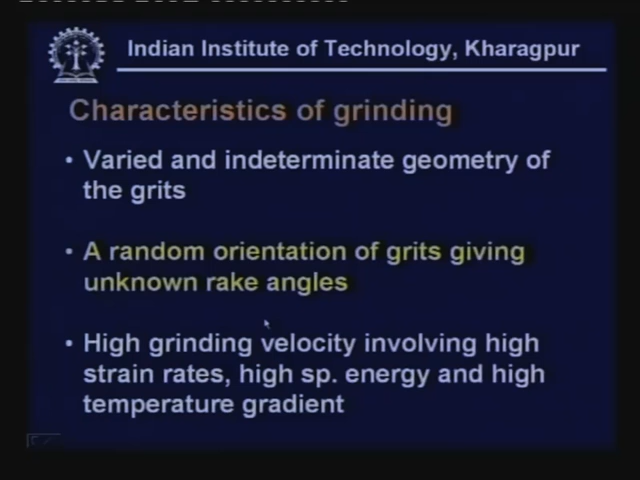 Indian Institute of Technology, Kharagpur
Characteristics of grinding
• Varied and indeterminate geometry of
the grits
• A random orientation of grits giving
unknown rake angles
• High grinding velocity involving high
strain rates, high sp. energy and high
temperature gradient